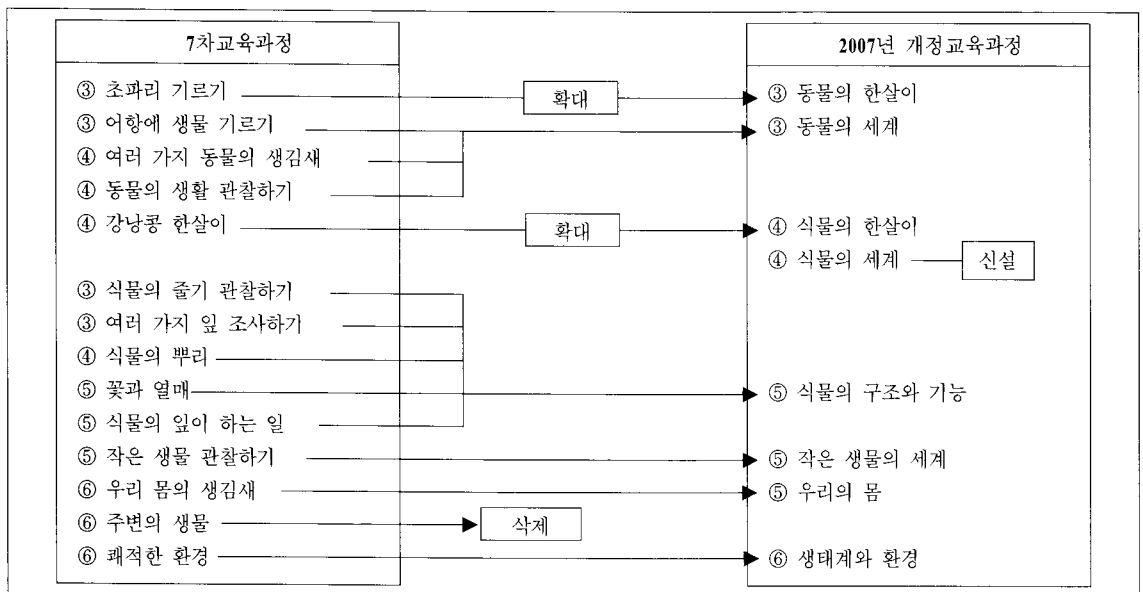 7차교육과정
③ 초파리 기르기
③ 어항에 생물 기르기
④ 여러 가지 동물의 생김새
④ 동물의 생활 관찰하기
④ 강낭콩 한살이
③ 식물의 줄기 관찰하기
③ 여러 가지 잎 조사하기
④ 식물의 뿌리
⑤ 꽃과 열매
⑤ 식물의 잎이 하는 일
⑤ 작은 생물 관찰하기
⑥ 우리 몸의 생김새
⑥ 주변의 생물
⑥ 쾌적한 환경
확대
확대
삭제
2007년 개정교육과정
③ 동물의 한살이
③ 동물의 세계
④ 식물의 한살이
④ 식물의 세계
신설
⑤ 식물의 구조와 기능
⑤ 작은 생물의 세계
⑤ 우리의 몸
⑥ 생태계와 환경